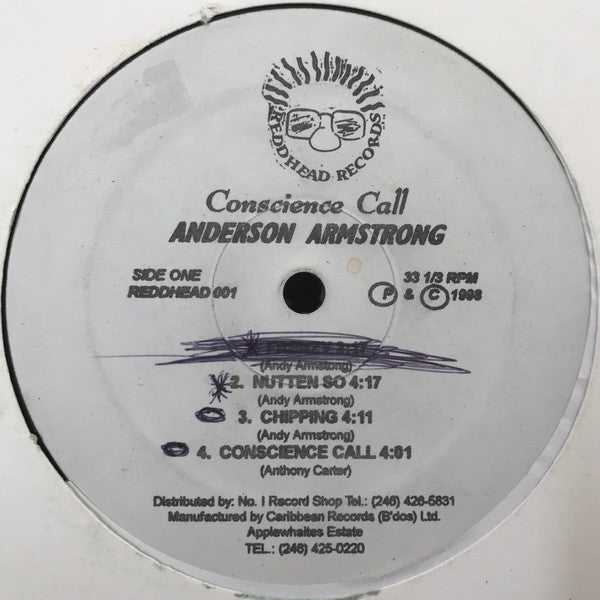 REDDHEAD RECORDS
Conscience Call
ANDERSON ARMSTRONG
SIDE ONE
REDDHEAD 001
33 1/3 RPM
Ⓟ & Ⓒ 1998
(Andy Armstrong)
2. NUTTEN SO 4:17
(Andy Armstrong)
3. CHIPPING 4:11
(Andy Armstrong)
4. CONSCIENCE CALL 4:01
(Anthony Carter)
Distributed by: No. 1 Record Shop Tel.: (246) 426-5831
Manufactured by Caribbean Records (B'dos) Ltd.
Applewhaites Estate
TEL.: (246) 425-0220